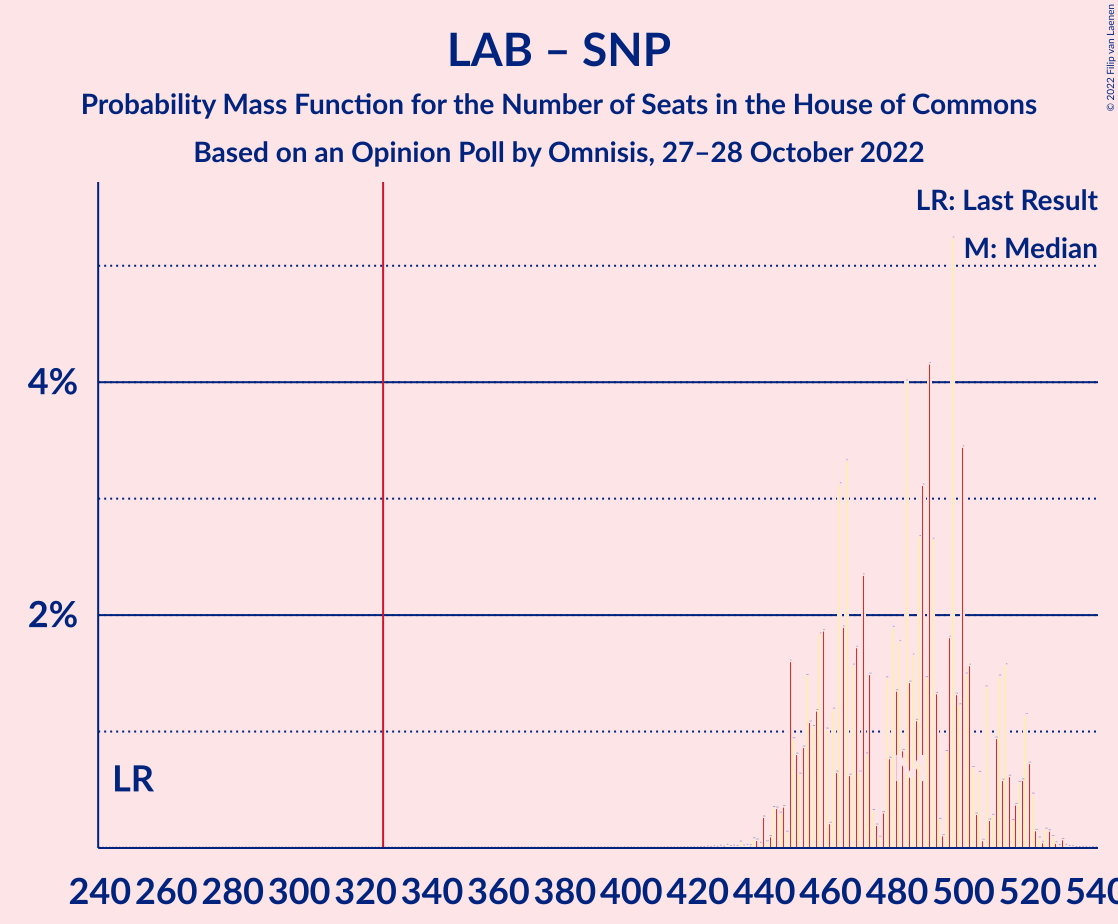 LAB – SNP
Probability Mass Function for the Number of Seats in the House of Commons
Based on an Opinion Poll by Omnisis, 27–28 October 2022
© 2022 Filip van Laenen
LR: Last Result
M: Median
4%
2%
LR
240 260 280 300 320 340 360 380 400 420 440 460 480 500 520 540